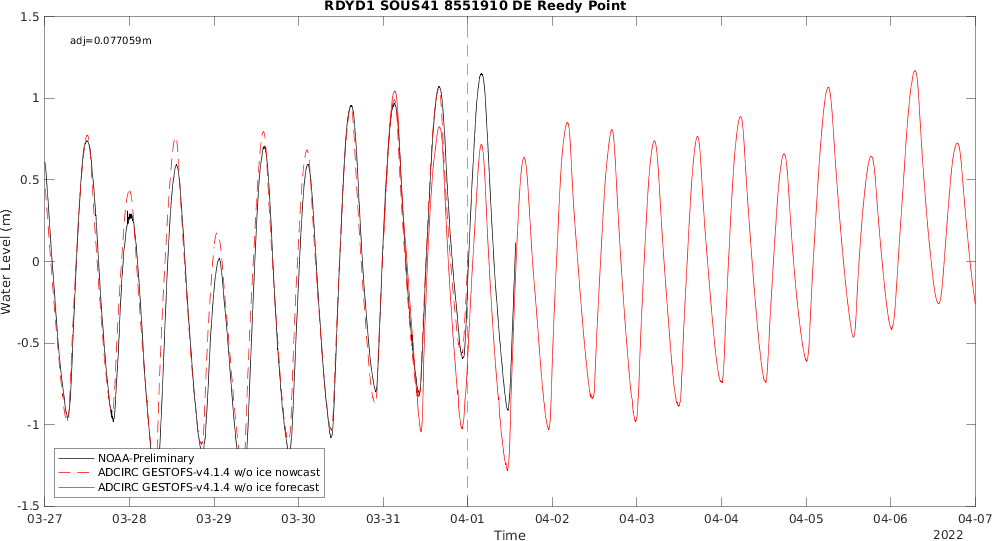 RDYD1 SOUS41 8551910 DE Reedy Point
adj=0.077059m
Water Level (m)
1.5
1
0.5
0
-0.5
-1
-1.5
NOAA-Preliminary
ADCIRC GESTOFS-v4.1.4 w/o ice nowcast
ADCIRC GESTOFS-v4.1.4 w/o ice forecast
03-27 03-28 03-29 03-30 03-31 04-01 04-02 04-03 04-04 04-05 04-06 04-07
Time
2022